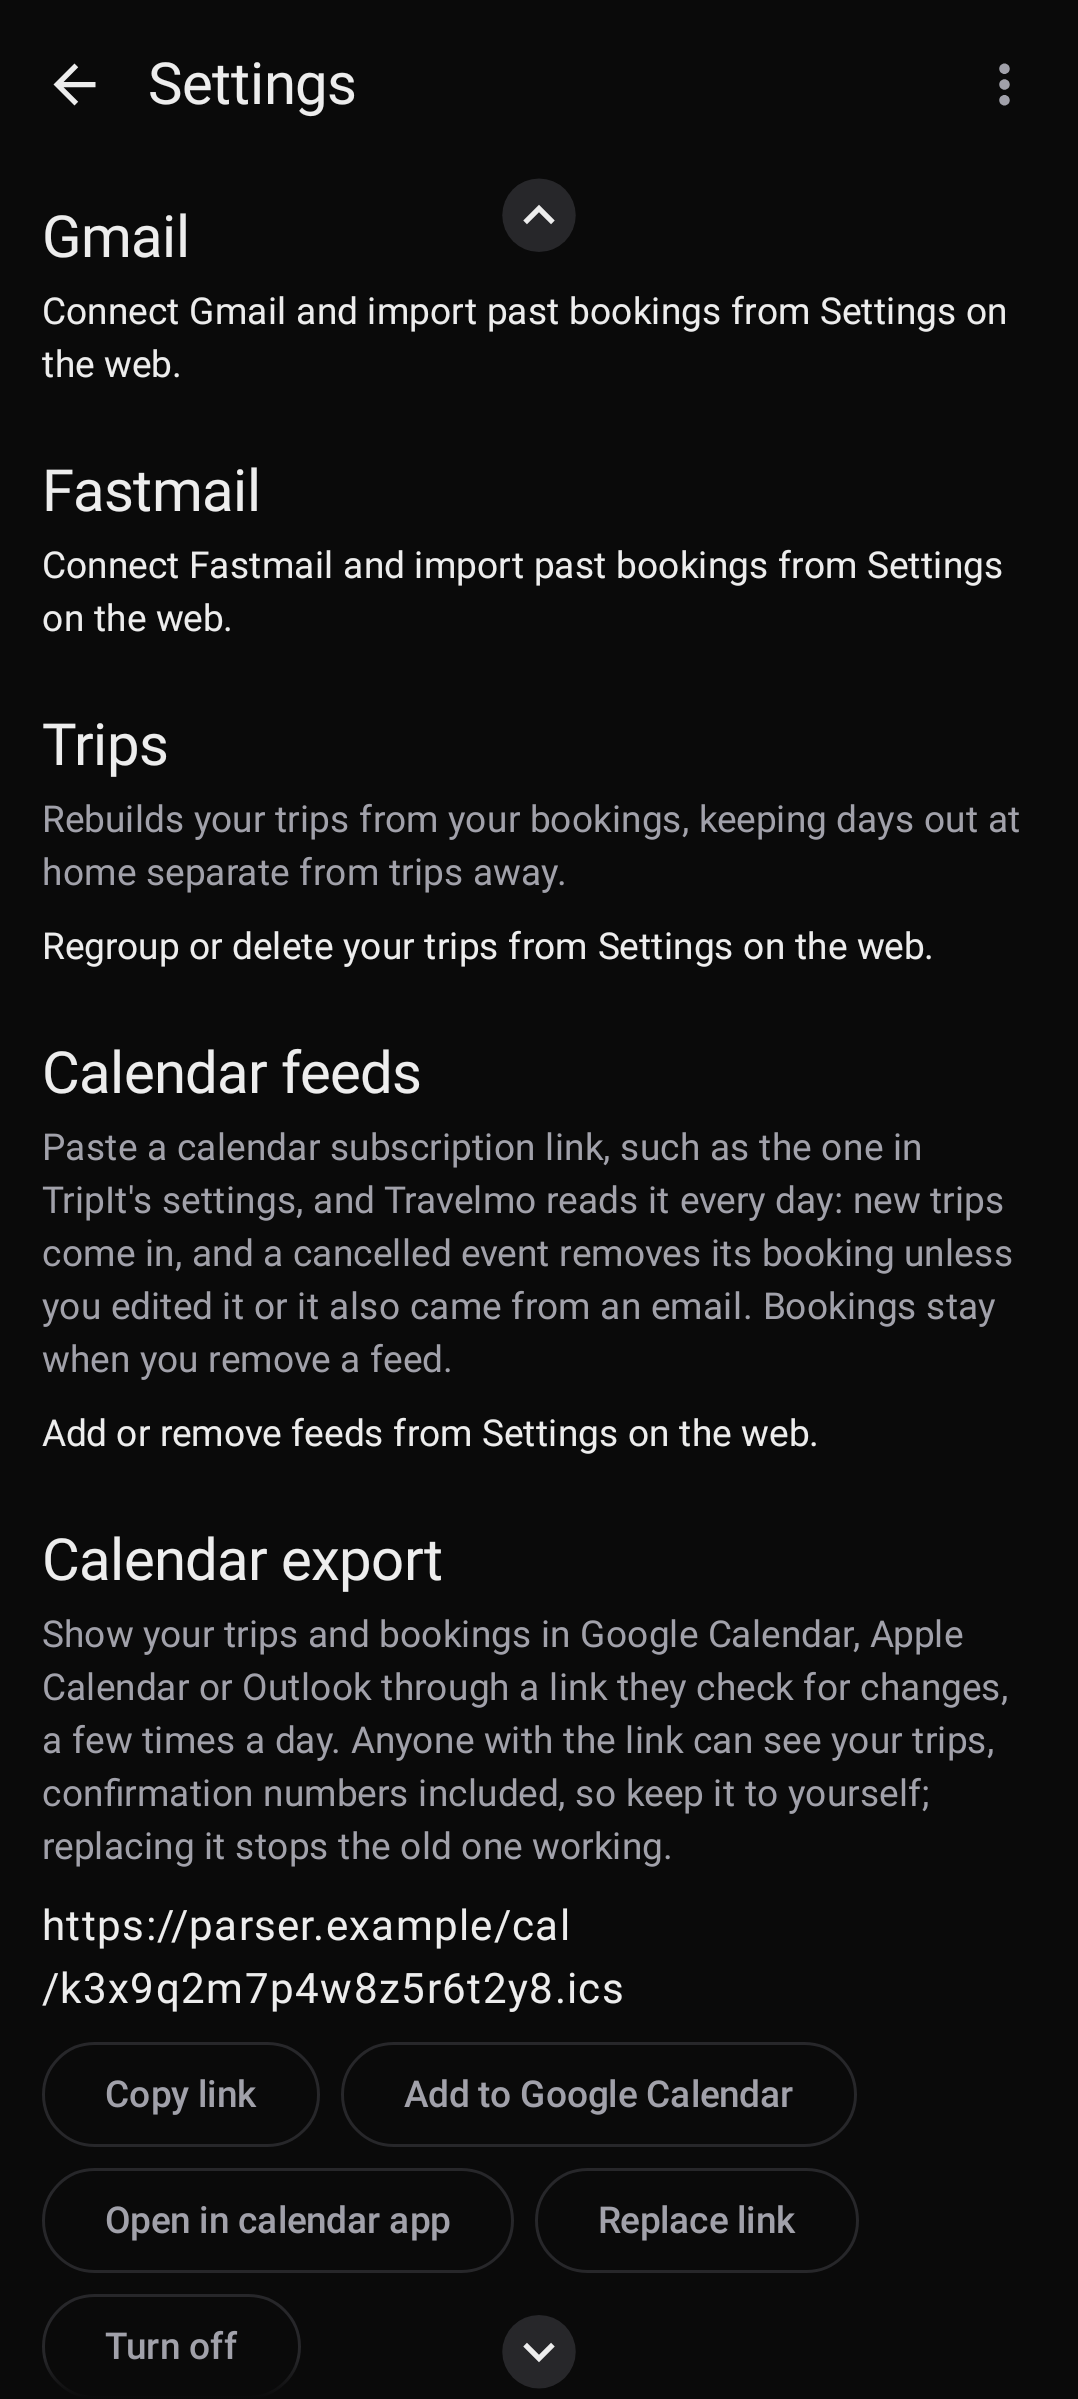 Settings
Gmail
Connect Gmail and import past bookings from Settings on
the web.
Fastmail
Connect Fastmail and import past bookings from Settings
on the web.
Trips
Rebuilds your trips from your bookings, keeping days out at
home separate from trips away.
Regroup or delete your trips from Settings on the web.
Calendar feeds
Paste a calendar subscription link, such as the one in
TripIt's settings, and Travelmo reads it every day: new trips
come in, and a cancelled event removes its booking unless
you edited it or it also came from an email. Bookings stay
when you remove a feed.
Add or remove feeds from Settings on the web.
Calendar export
Show your trips and bookings in Google Calendar, Apple
Calendar or Outlook through a link they check for changes,
a few times a day. Anyone with the link can see your trips,
confirmation numbers included, so keep it to yourself;
replacing it stops the old one working.
https://parser.example/cal
/k3x9q2m7p4w8z5r6t2y8.ics
Copy link
Add to Google Calendar
Open in calendar app
Replace link
Turn off